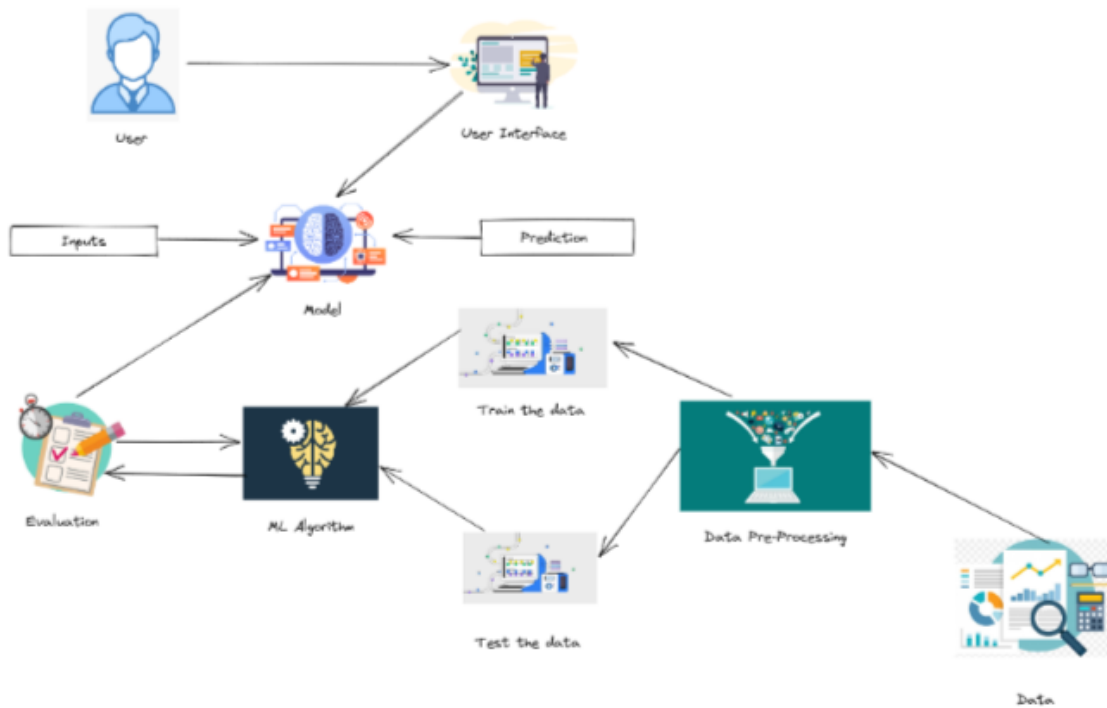 User
User Interface
Inputs
Prediction
Model
Train the data
Evaluation
ML Algorithm
Data Pre-Processing
Test the data
Data